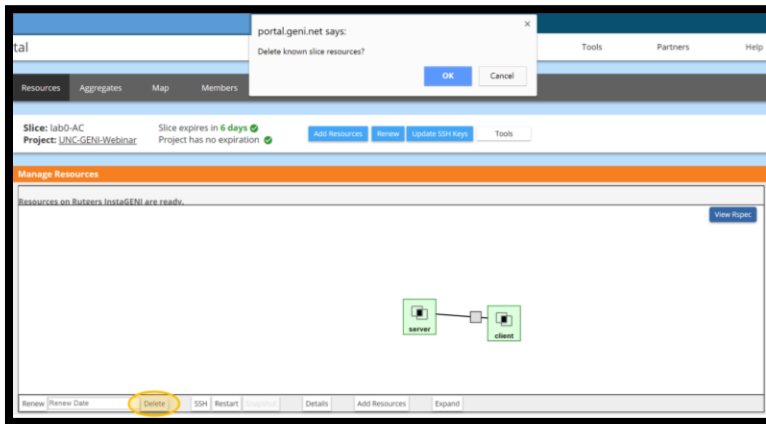 portal.geni.net says:
×
Delete known slice resources?
OK Cancel
tal Tools Partners Help
Resources Aggregates Map Members
Slice: lab0-AC Slice expires in 6 days Add Resources Renew Update SSH Keys Tools
Project: UNC-GENI-Webinar Project has no expiration
Manage Resources
Resources on Rutgers InstaGENI are ready.
View Rspec
server
client
Renew Renew Date Delete SSH Restart Snapshot Details Add Resources Expand